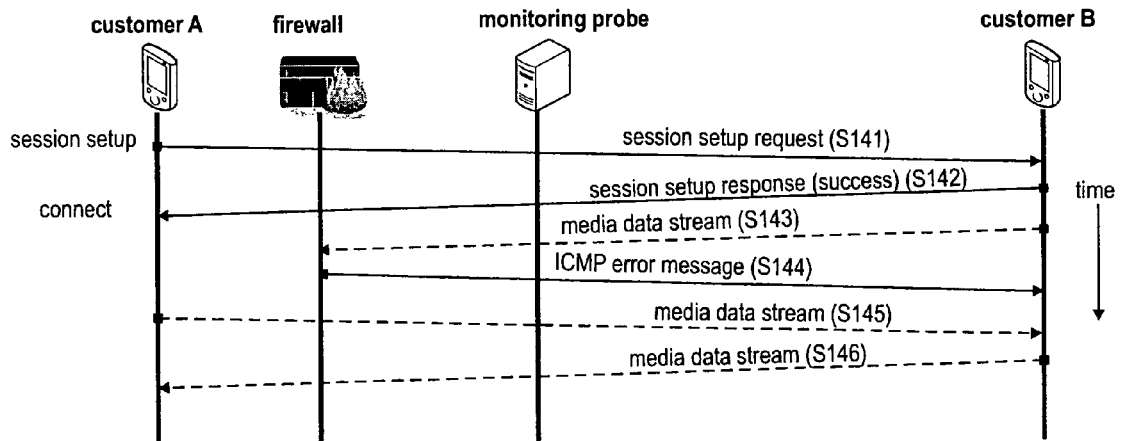 customer A
firewall
monitoring probe
customer B
session setup
session setup request (S141)
session setup response (success) (S142)
time
connect
media data stream (S143)
ICMP error message (S144)
media data stream (S145)
media data stream (S146)